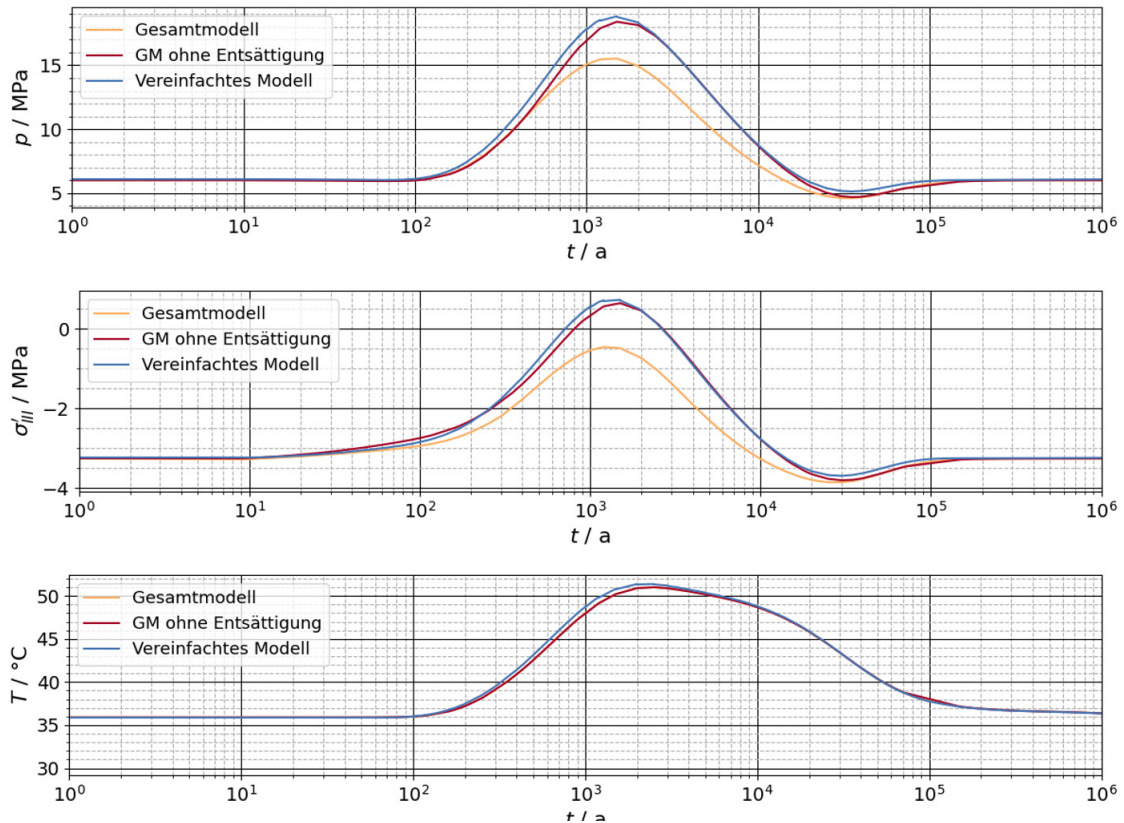 Gesamtmodell
GM ohne Entsättigung
Vereinfachtes Modell
p / MPa
15
10
5
10⁰ 10¹ 10² 10³ 10⁴ 10⁵ 10⁶
t / a
Gesamtmodell
GM ohne Entsättigung
Vereinfachtes Modell
σ'III / MPa
0
−2
−4
10⁰ 10¹ 10² 10³ 10⁴ 10⁵ 10⁶
t / a
Gesamtmodell
GM ohne Entsättigung
Vereinfachtes Modell
T / °C
50
45
40
35
30
10⁰ 10¹ 10² 10³ 10⁴ 10⁵ 10⁶
t / a